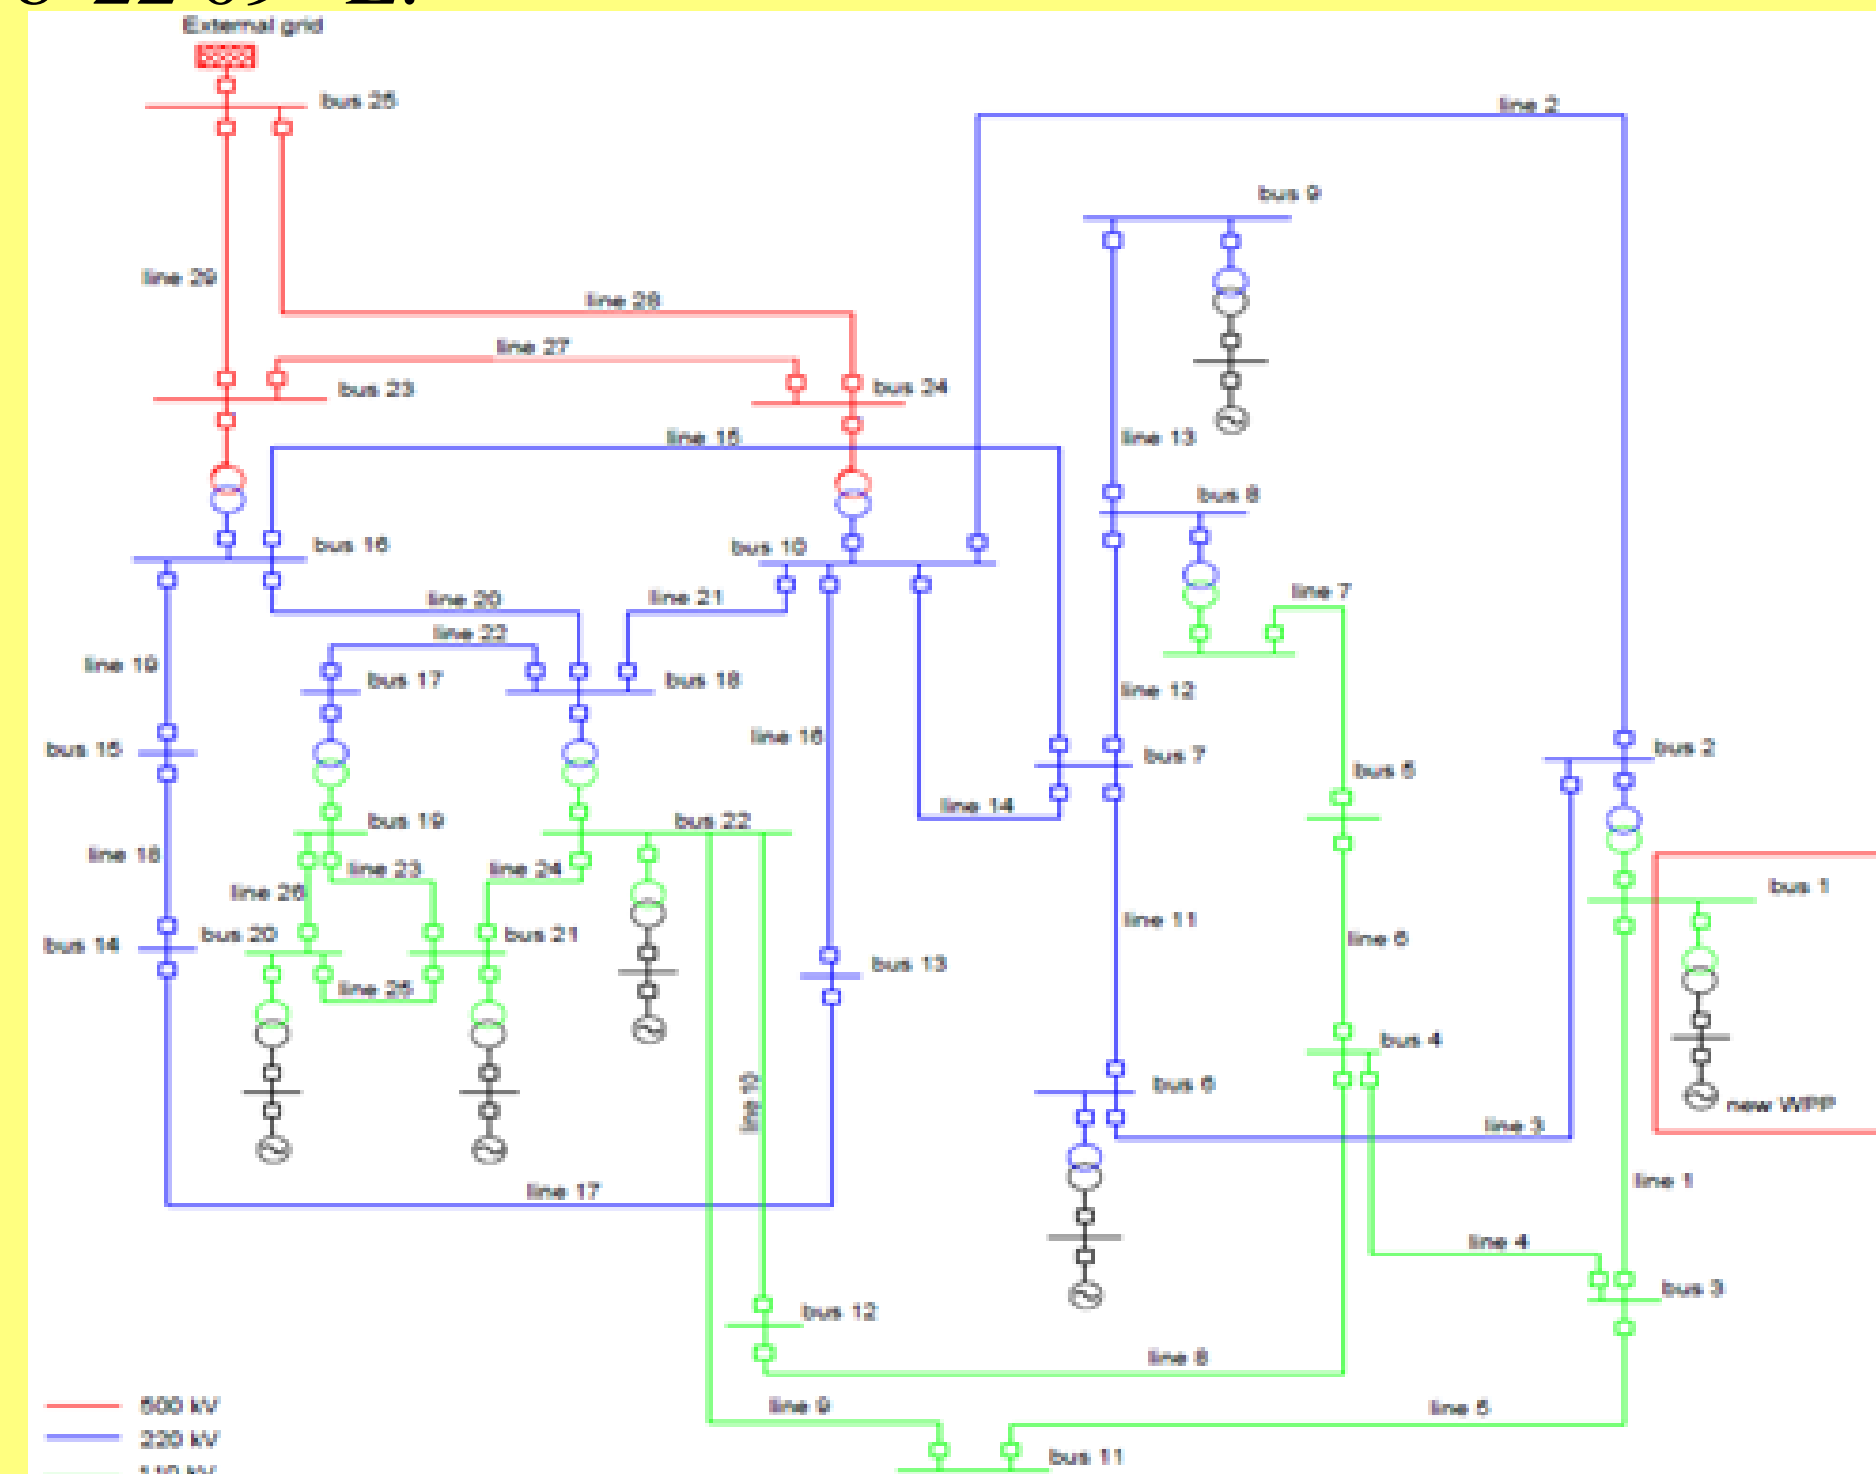 External grid
bus 25
line 2
bus 9
line 29
line 28
line 27
bus 23
bus 24
line 15
line 13
bus 8
bus 16
bus 10
line 7
line 20
line 21
line 22
line 19
bus 17
bus 18
line 12
line 16
bus 15
bus 7
bus 2
bus 5
line 14
bus 19
bus 22
line 18
line 23
line 24
line 26
bus 1
line 11
bus 14
bus 20
bus 21
line 6
bus 13
line 25
bus 4
line 10
bus 6
new WPP
line 3
line 17
line 1
line 4
bus 3
bus 12
line 8
500 kV
line 9
line 5
220 kV
bus 11
110 kV